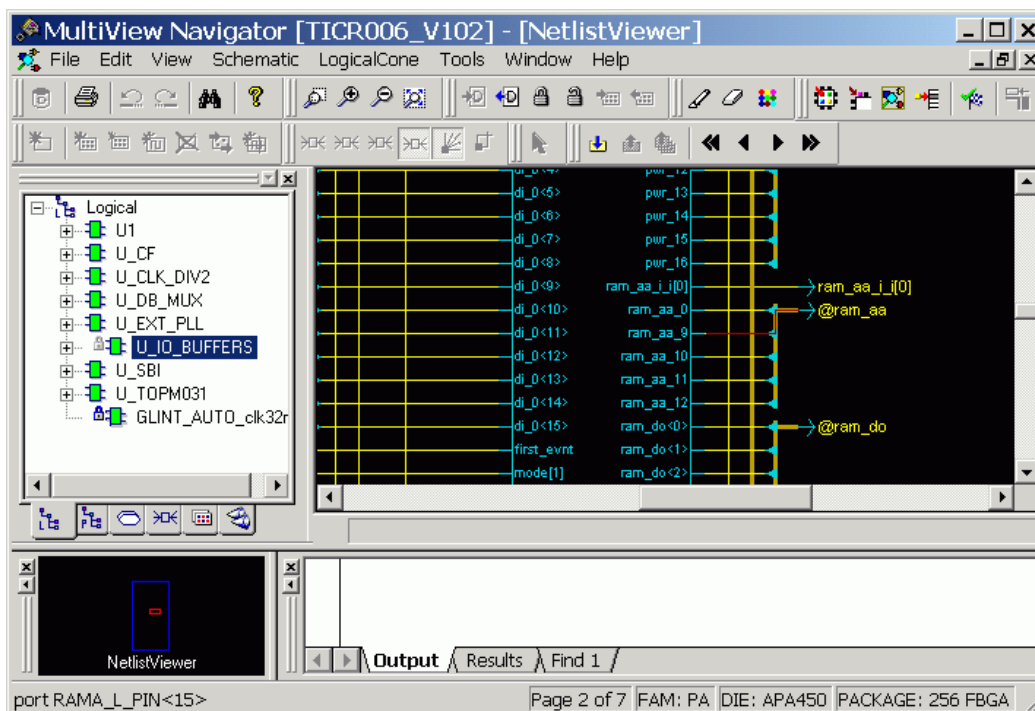 MultiView Navigator [TICR006_V102] - [NetlistViewer]
File Edit View Schematic LogicalCone Tools Window Help
Logical
U1
U_CF
U_CLK_DIV2
U_DB_MUX
U_EXT_PLL
U_IO_BUFFERS
U_SBI
U_TOPM031
GLINT_AUTO_clk32r
di_0<4> pwr_12
di_0<5> pwr_13
di_0<6> pwr_14
di_0<7> pwr_15
di_0<8> pwr_16
di_0<9> ram_aa_i_i[0] ram_aa_i_i[0]
di_0<10> ram_aa_0 @ram_aa
di_0<11> ram_aa_9
di_0<12> ram_aa_10
di_0<13> ram_aa_11
di_0<14> ram_aa_12
di_0<15> ram_do<0> @ram_do
first_evnt ram_do<1>
mode[1] ram_do<2>
NetlistViewer
Output Results Find 1
port RAMA_L_PIN<15> Page 2 of 7 FAM: PA DIE: APA450 PACKAGE: 256 FBGA